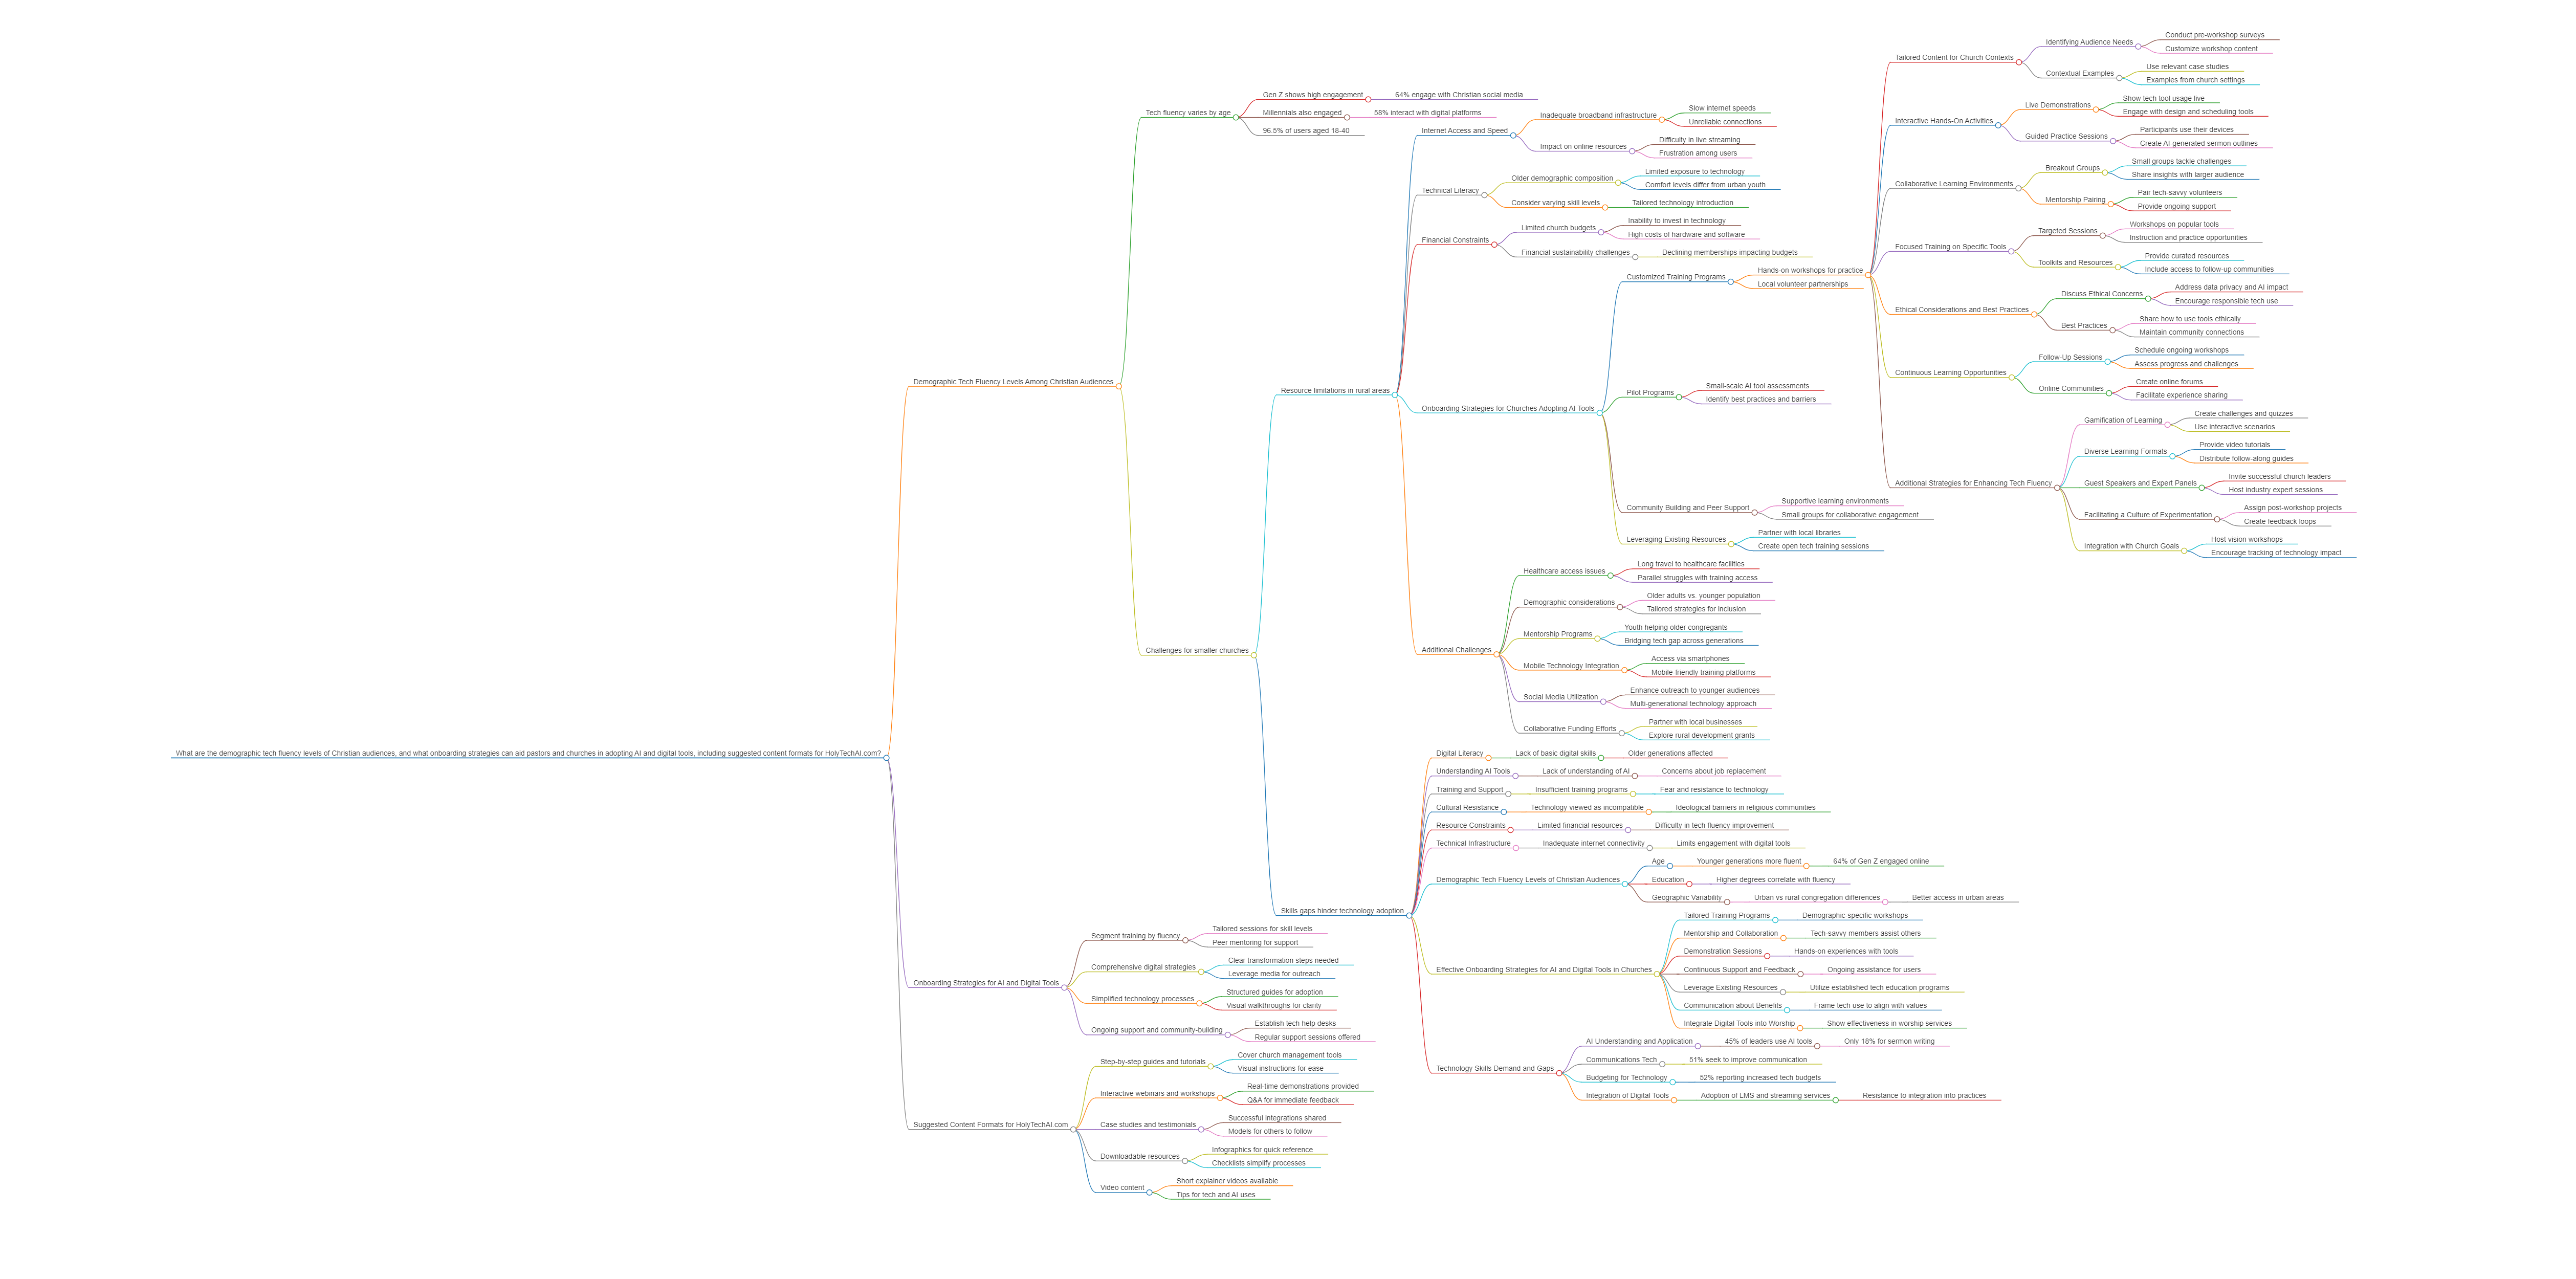 What are the demographic tech fluency levels of Christian audiences, and what onboarding strategies can aid pastors and churches in adopting AI and digital tools, including suggested content formats for HolyTechAI.com?
Demographic Tech Fluency Levels Among Christian Audiences
Tech fluency varies by age
Gen Z shows high engagement
64% engage with Christian social media
Millennials also engaged
58% interact with digital platforms
96.5% of users aged 18-40
Challenges for smaller churches
Resource limitations in rural areas
Internet Access and Speed
Inadequate broadband infrastructure
Slow internet speeds
Unreliable connections
Impact on online resources
Difficulty in live streaming
Frustration among users
Technical Literacy
Older demographic composition
Limited exposure to technology
Comfort levels differ from urban youth
Consider varying skill levels
Tailored technology introduction
Financial Constraints
Limited church budgets
Inability to invest in technology
High costs of hardware and software
Financial sustainability challenges
Declining memberships impacting budgets
Onboarding Strategies for Churches Adopting AI Tools
Customized Training Programs
Hands-on workshops for practice
Tailored Content for Church Contexts
Identifying Audience Needs
Conduct pre-workshop surveys
Customize workshop content
Contextual Examples
Use relevant case studies
Examples from church settings
Interactive Hands-On Activities
Live Demonstrations
Show tech tool usage live
Engage with design and scheduling tools
Guided Practice Sessions
Participants use their devices
Create AI-generated sermon outlines
Collaborative Learning Environments
Breakout Groups
Small groups tackle challenges
Share insights with larger audience
Mentorship Pairing
Pair tech-savvy volunteers
Provide ongoing support
Focused Training on Specific Tools
Targeted Sessions
Workshops on popular tools
Instruction and practice opportunities
Toolkits and Resources
Provide curated resources
Include access to follow-up communities
Ethical Considerations and Best Practices
Discuss Ethical Concerns
Address data privacy and AI impact
Encourage responsible tech use
Best Practices
Share how to use tools ethically
Maintain community connections
Continuous Learning Opportunities
Follow-Up Sessions
Schedule ongoing workshops
Assess progress and challenges
Online Communities
Create online forums
Facilitate experience sharing
Additional Strategies for Enhancing Tech Fluency
Gamification of Learning
Create challenges and quizzes
Use interactive scenarios
Diverse Learning Formats
Provide video tutorials
Distribute follow-along guides
Guest Speakers and Expert Panels
Invite successful church leaders
Host industry expert sessions
Facilitating a Culture of Experimentation
Assign post-workshop projects
Create feedback loops
Integration with Church Goals
Host vision workshops
Encourage tracking of technology impact
Local volunteer partnerships
Pilot Programs
Small-scale AI tool assessments
Identify best practices and barriers
Community Building and Peer Support
Supportive learning environments
Small groups for collaborative engagement
Leveraging Existing Resources
Partner with local libraries
Create open tech training sessions
Additional Challenges
Healthcare access issues
Long travel to healthcare facilities
Parallel struggles with training access
Demographic considerations
Older adults vs. younger population
Tailored strategies for inclusion
Mentorship Programs
Youth helping older congregants
Bridging tech gap across generations
Mobile Technology Integration
Access via smartphones
Mobile-friendly training platforms
Social Media Utilization
Enhance outreach to younger audiences
Multi-generational technology approach
Collaborative Funding Efforts
Partner with local businesses
Explore rural development grants
Skills gaps hinder technology adoption
Digital Literacy
Lack of basic digital skills
Older generations affected
Understanding AI Tools
Lack of understanding of AI
Concerns about job replacement
Training and Support
Insufficient training programs
Fear and resistance to technology
Cultural Resistance
Technology viewed as incompatible
Ideological barriers in religious communities
Resource Constraints
Limited financial resources
Difficulty in tech fluency improvement
Technical Infrastructure
Inadequate internet connectivity
Limits engagement with digital tools
Demographic Tech Fluency Levels of Christian Audiences
Age
Younger generations more fluent
64% of Gen Z engaged online
Education
Higher degrees correlate with fluency
Geographic Variability
Urban vs rural congregation differences
Better access in urban areas
Effective Onboarding Strategies for AI and Digital Tools in Churches
Tailored Training Programs
Demographic-specific workshops
Mentorship and Collaboration
Tech-savvy members assist others
Demonstration Sessions
Hands-on experiences with tools
Continuous Support and Feedback
Ongoing assistance for users
Leverage Existing Resources
Utilize established tech education programs
Communication about Benefits
Frame tech use to align with values
Integrate Digital Tools into Worship
Show effectiveness in worship services
Technology Skills Demand and Gaps
AI Understanding and Application
45% of leaders use AI tools
Only 18% for sermon writing
Communications Tech
51% seek to improve communication
Budgeting for Technology
52% reporting increased tech budgets
Integration of Digital Tools
Adoption of LMS and streaming services
Resistance to integration into practices
Onboarding Strategies for AI and Digital Tools
Segment training by fluency
Tailored sessions for skill levels
Peer mentoring for support
Comprehensive digital strategies
Clear transformation steps needed
Leverage media for outreach
Simplified technology processes
Structured guides for adoption
Visual walkthroughs for clarity
Ongoing support and community-building
Establish tech help desks
Regular support sessions offered
Suggested Content Formats for HolyTechAI.com
Step-by-step guides and tutorials
Cover church management tools
Visual instructions for ease
Interactive webinars and workshops
Real-time demonstrations provided
Q&A for immediate feedback
Case studies and testimonials
Successful integrations shared
Models for others to follow
Downloadable resources
Infographics for quick reference
Checklists simplify processes
Video content
Short explainer videos available
Tips for tech and AI uses